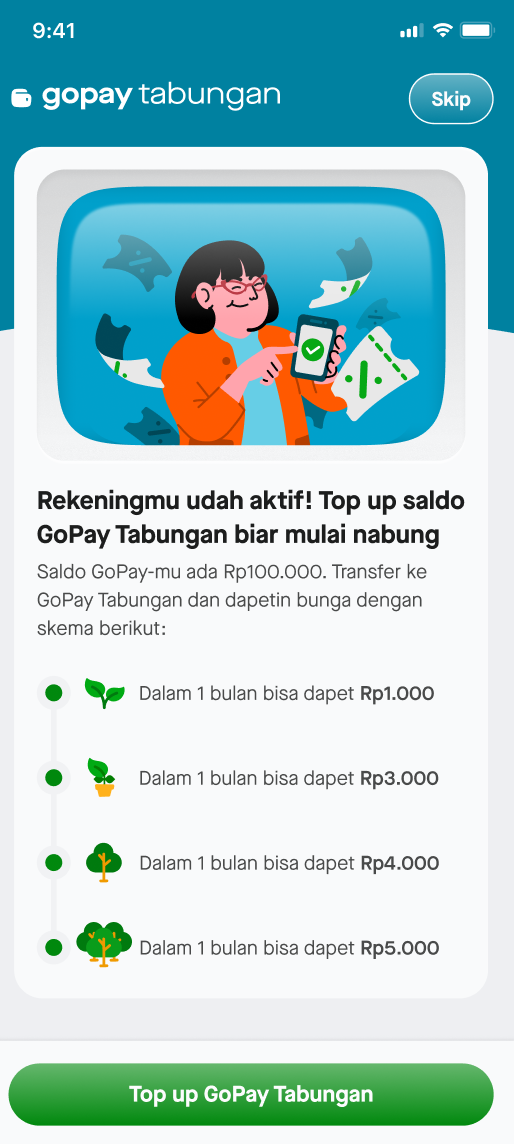 9:41
gopay tabungan
Skip
Rekeningmu udah aktif! Top up saldo
GoPay Tabungan biar mulai nabung
Saldo GoPay-mu ada Rp100.000. Transfer ke
GoPay Tabungan dan dapetin bunga dengan
skema berikut:
Dalam 1 bulan bisa dapet Rp1.000
Dalam 1 bulan bisa dapet Rp3.000
Dalam 1 bulan bisa dapet Rp4.000
Dalam 1 bulan bisa dapet Rp5.000
Top up GoPay Tabungan